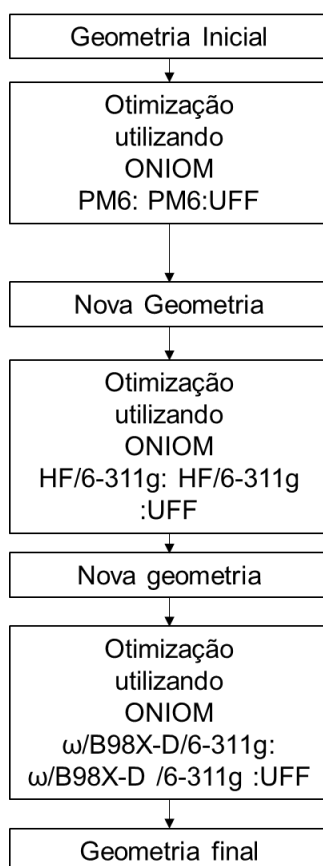 Geometria Inicial
Otimização
utilizando
ONIOM
PM6: PM6:UFF
Nova Geometria
Otimização
utilizando
ONIOM
HF/6-311g: HF/6-311g
:UFF
Nova geometria
Otimização
utilizando
ONIOM
ω/B98X-D/6-311g:
ω/B98X-D /6-311g :UFF
Geometria final